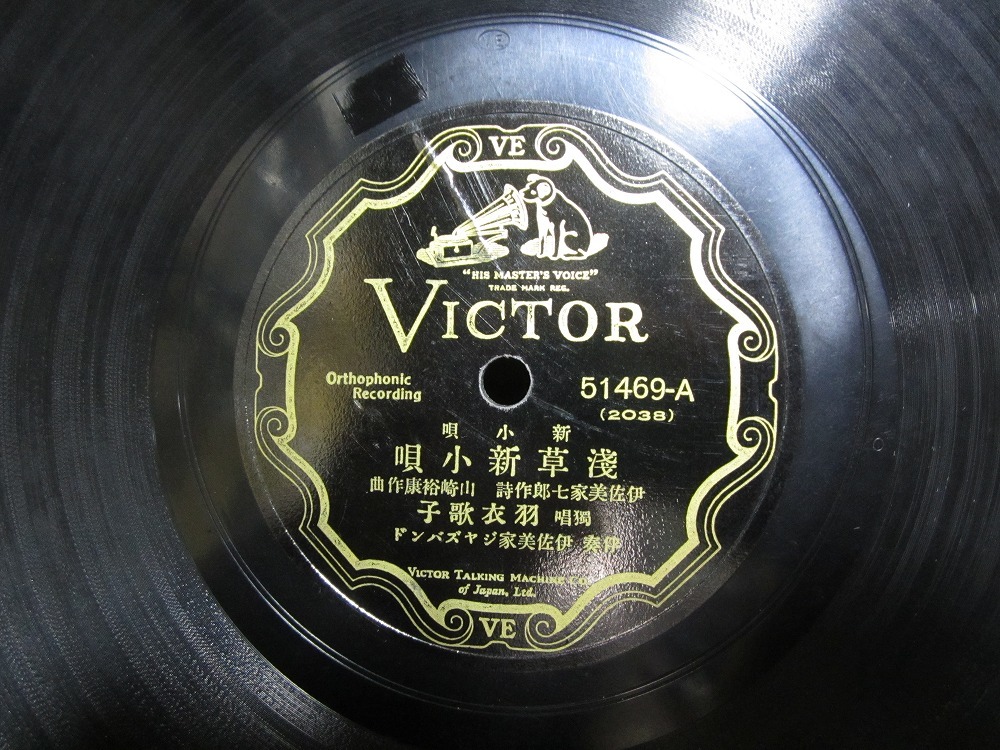 VE
"HIS MASTER'S VOICE"
TRADE MARK REG.
VICTOR
Orthophonic
Recording
51469-A
(2038)
新小唄
淺草新小唄
伊佐美家七郎作詩 山崎裕康作曲
獨唱 羽衣歌子
伴奏 伊佐美家ジヤズバンド
VICTOR TALKING MACHINE CO.
of Japan, Ltd.
VE